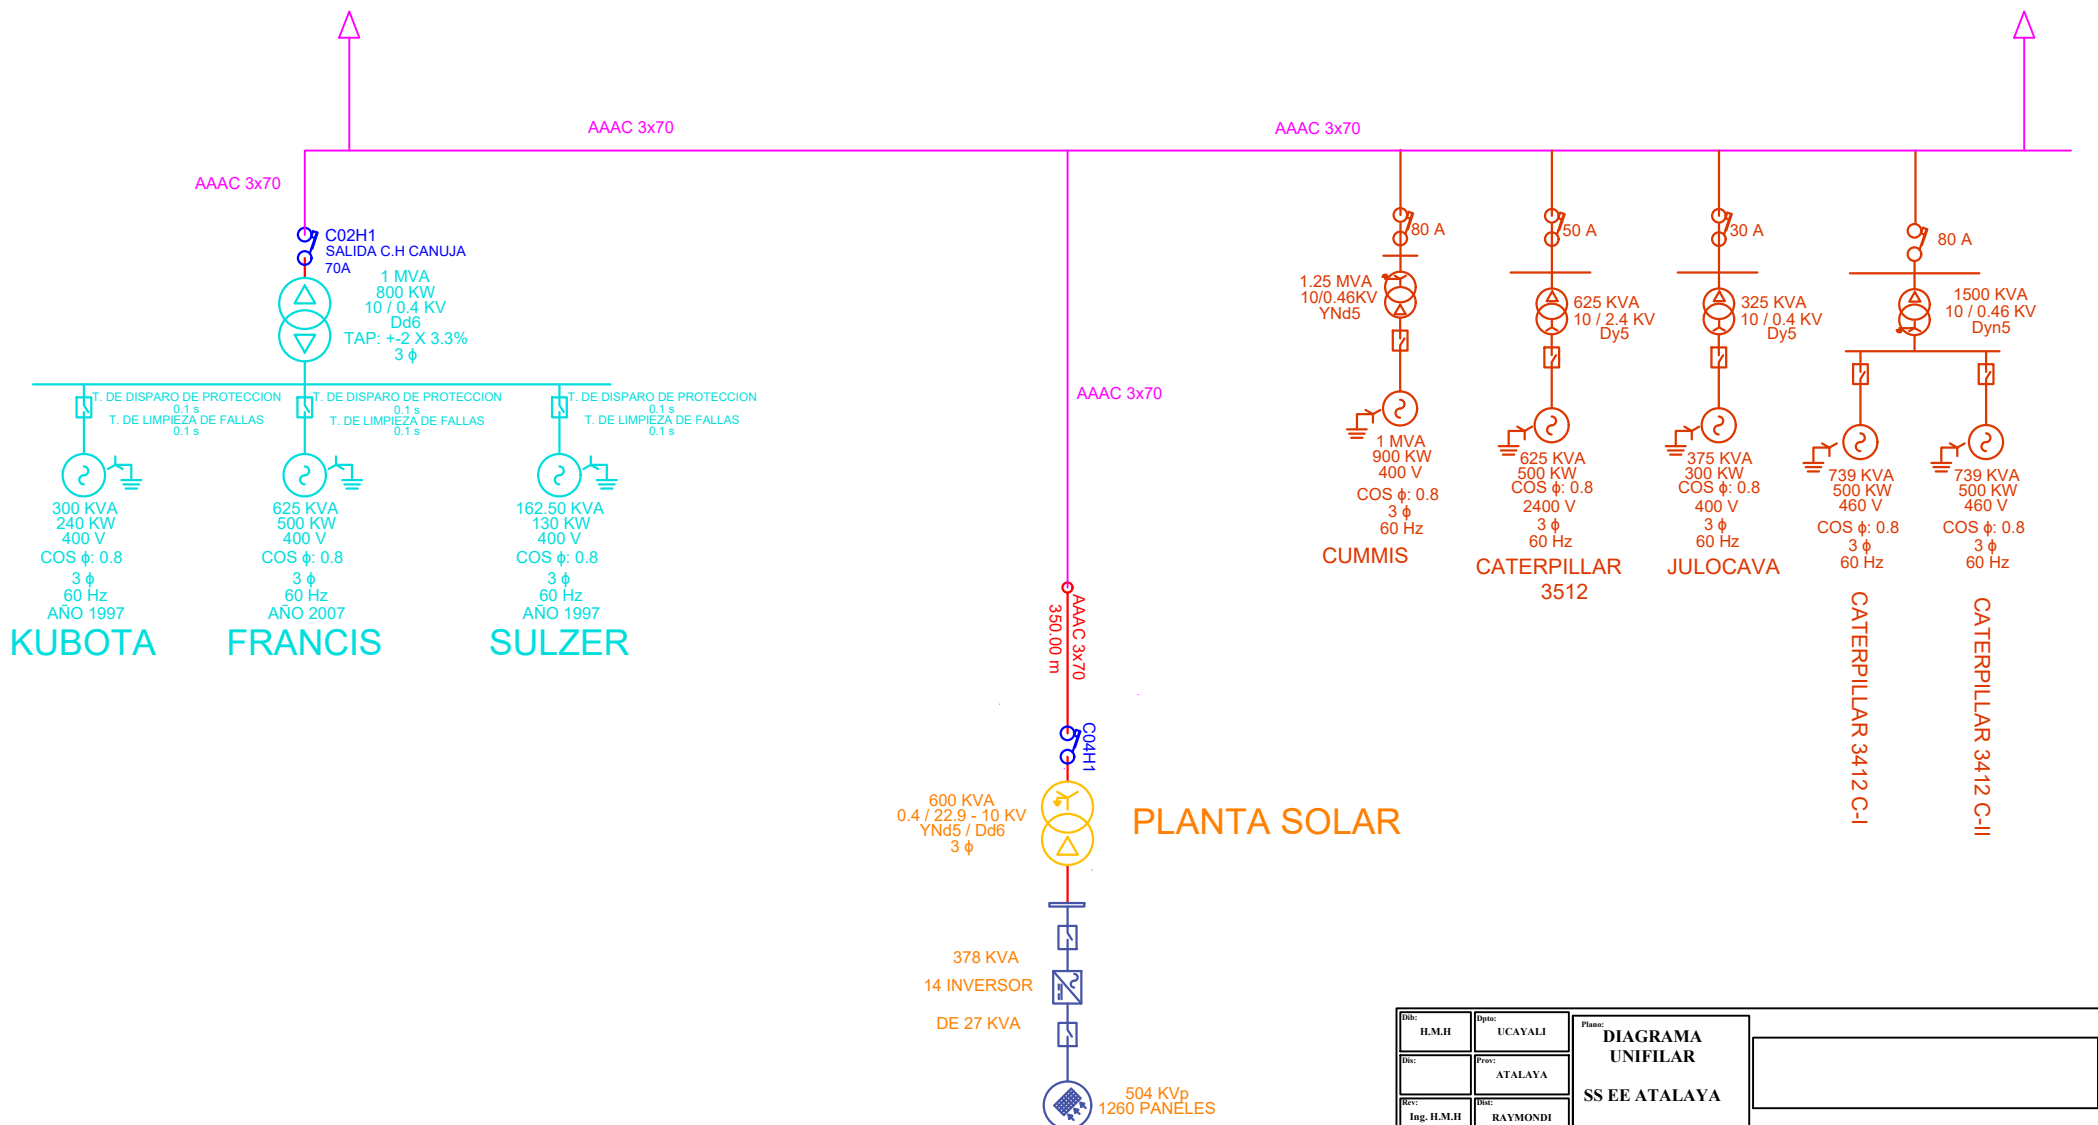 AAAC 3x70
AAAC 3x70
AAAC 3x70
C02H1
SALIDA C.H CANUJA
70A
1 MVA
800 KW
10 / 0.4 KV
Dd6
TAP: +-2 X 3.3%
3 ϕ
T. DE DISPARO DE PROTECCION
0.1 s
T. DE LIMPIEZA DE FALLAS
0.1 s
T. DE DISPARO DE PROTECCION
0.1 s
T. DE LIMPIEZA DE FALLAS
0.1 s
T. DE DISPARO DE PROTECCION
0.1 s
T. DE LIMPIEZA DE FALLAS
0.1 s
300 KVA
240 KW
400 V
COS ϕ: 0.8
3 ϕ
60 Hz
AÑO 1997
KUBOTA
625 KVA
500 KW
400 V
COS ϕ: 0.8
3 ϕ
60 Hz
AÑO 2007
FRANCIS
162.50 KVA
130 KW
400 V
COS ϕ: 0.8
3 ϕ
60 Hz
AÑO 1997
SULZER
AAAC 3x70
AAAC 3x70
350.00 m
C04H1
600 KVA
0.4 / 22.9 - 10 KV
YNd5 / Dd6
3 ϕ
PLANTA SOLAR
378 KVA
14 INVERSOR
DE 27 KVA
504 KVp
1260 PANELES
80 A
1.25 MVA
10/0.46KV
YNd5
1 MVA
900 KW
400 V
COS ϕ: 0.8
3 ϕ
60 Hz
CUMMIS
50 A
625 KVA
10 / 2.4 KV
Dy5
625 KVA
500 KW
COS ϕ: 0.8
2400 V
3 ϕ
60 Hz
CATERPILLAR
3512
30 A
325 KVA
10 / 0.4 KV
Dy5
375 KVA
300 KW
COS ϕ: 0.8
400 V
3 ϕ
60 Hz
JULOCAVA
80 A
1500 KVA
10 / 0.46 KV
Dyn5
739 KVA
500 KW
460 V
COS ϕ: 0.8
3 ϕ
60 Hz
CATERPILLAR 3412 C-I
739 KVA
500 KW
460 V
COS ϕ: 0.8
3 ϕ
60 Hz
CATERPILLAR 3412 C-II
Dib:
H.M.H
Dpto:
UCAYALI
Dis:
Prov:
ATALAYA
Rev:
Ing. H.M.H
Dist:
RAYMONDI
Plano:
DIAGRAMA
UNIFILAR
SS EE ATALAYA